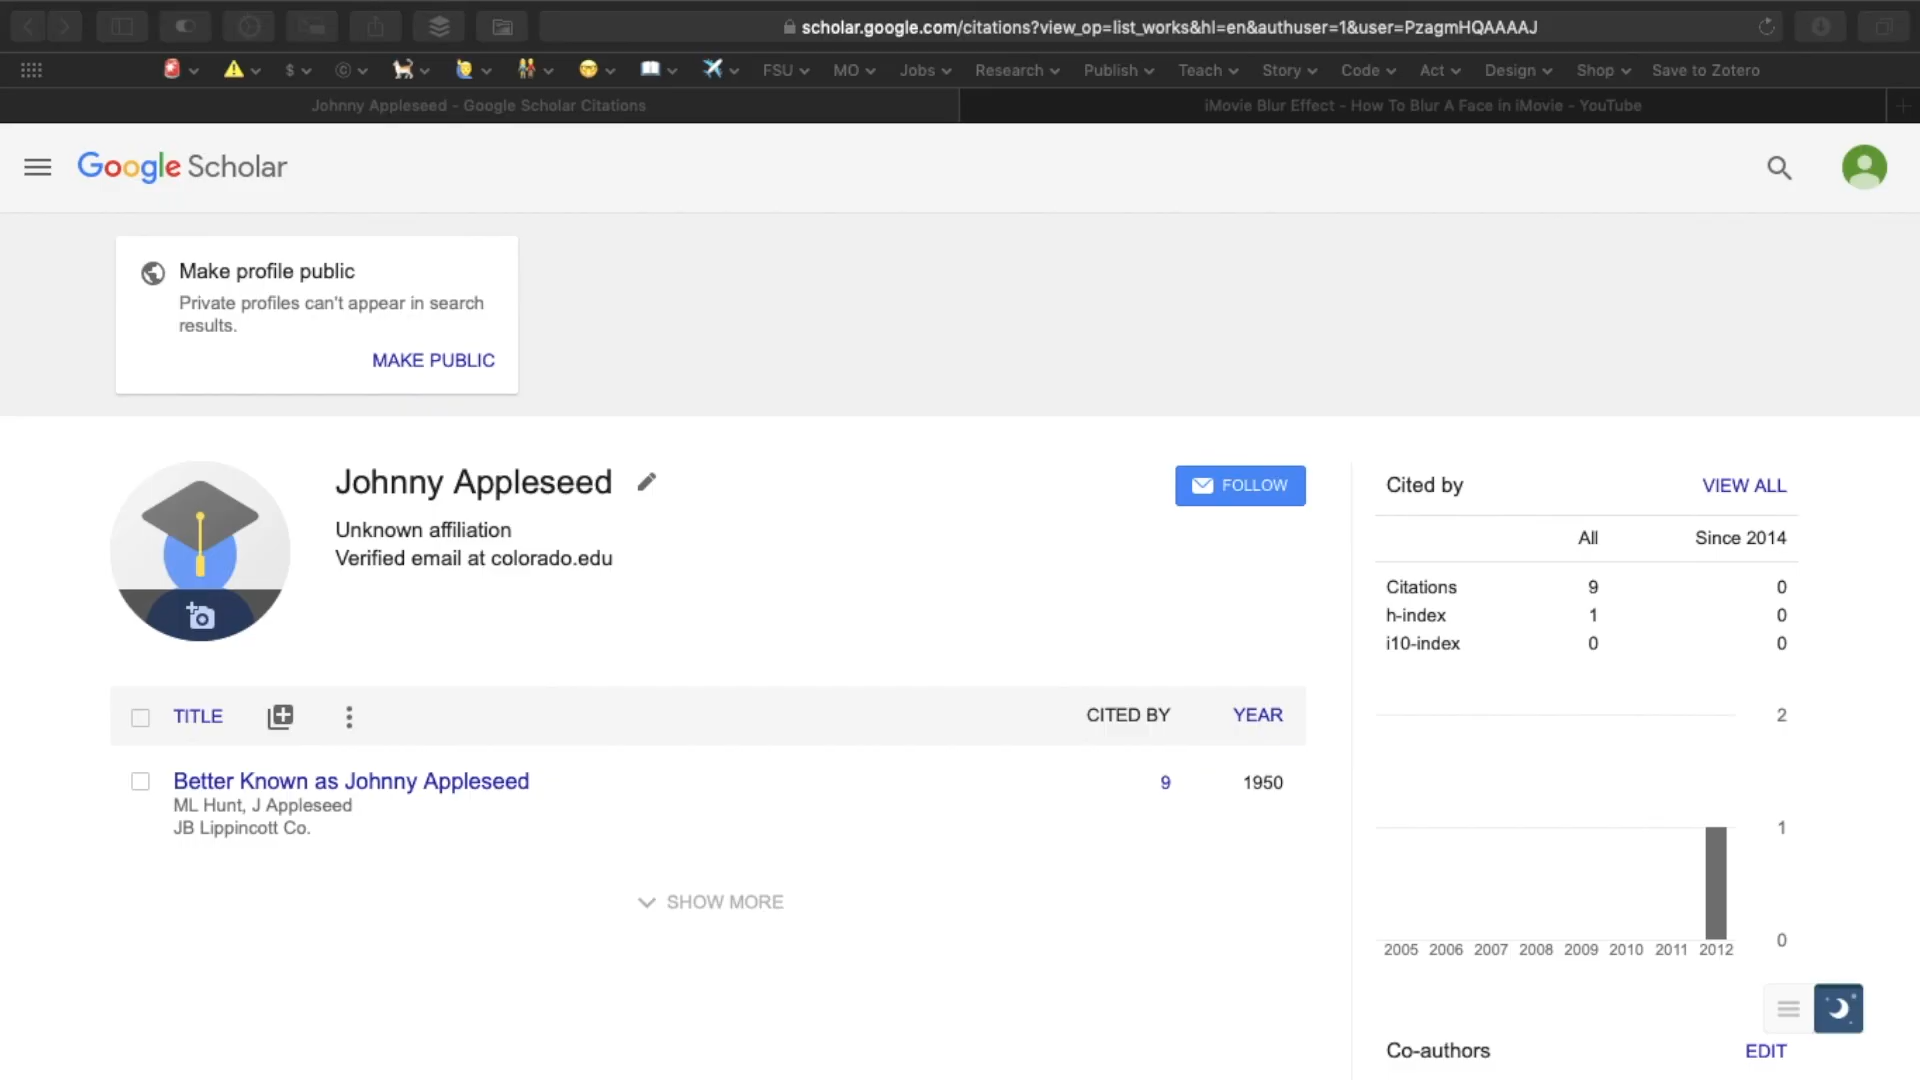 scholar.google.com/citations?view_op=list_works&hl=en&authuser=1&user=PzagmHQAAAAJ
$ © FSU MO Jobs Research Publish Teach Story Code Act Design Shop Save to Zotero
Johnny Appleseed - Google Scholar Citations
iMovie Blur Effect - How To Blur A Face in iMovie - YouTube
Google Scholar
Make profile public
Private profiles can't appear in search
results.
MAKE PUBLIC
Johnny Appleseed
Unknown affiliation
Verified email at colorado.edu
FOLLOW
TITLE CITED BY YEAR
Better Known as Johnny Appleseed 9 1950
ML Hunt, J Appleseed
JB Lippincott Co.
SHOW MORE
Cited by VIEW ALL
All Since 2014
Citations 9 0
h-index 1 0
i10-index 0 0
2
1
0
2005 2006 2007 2008 2009 2010 2011 2012
Co-authors EDIT